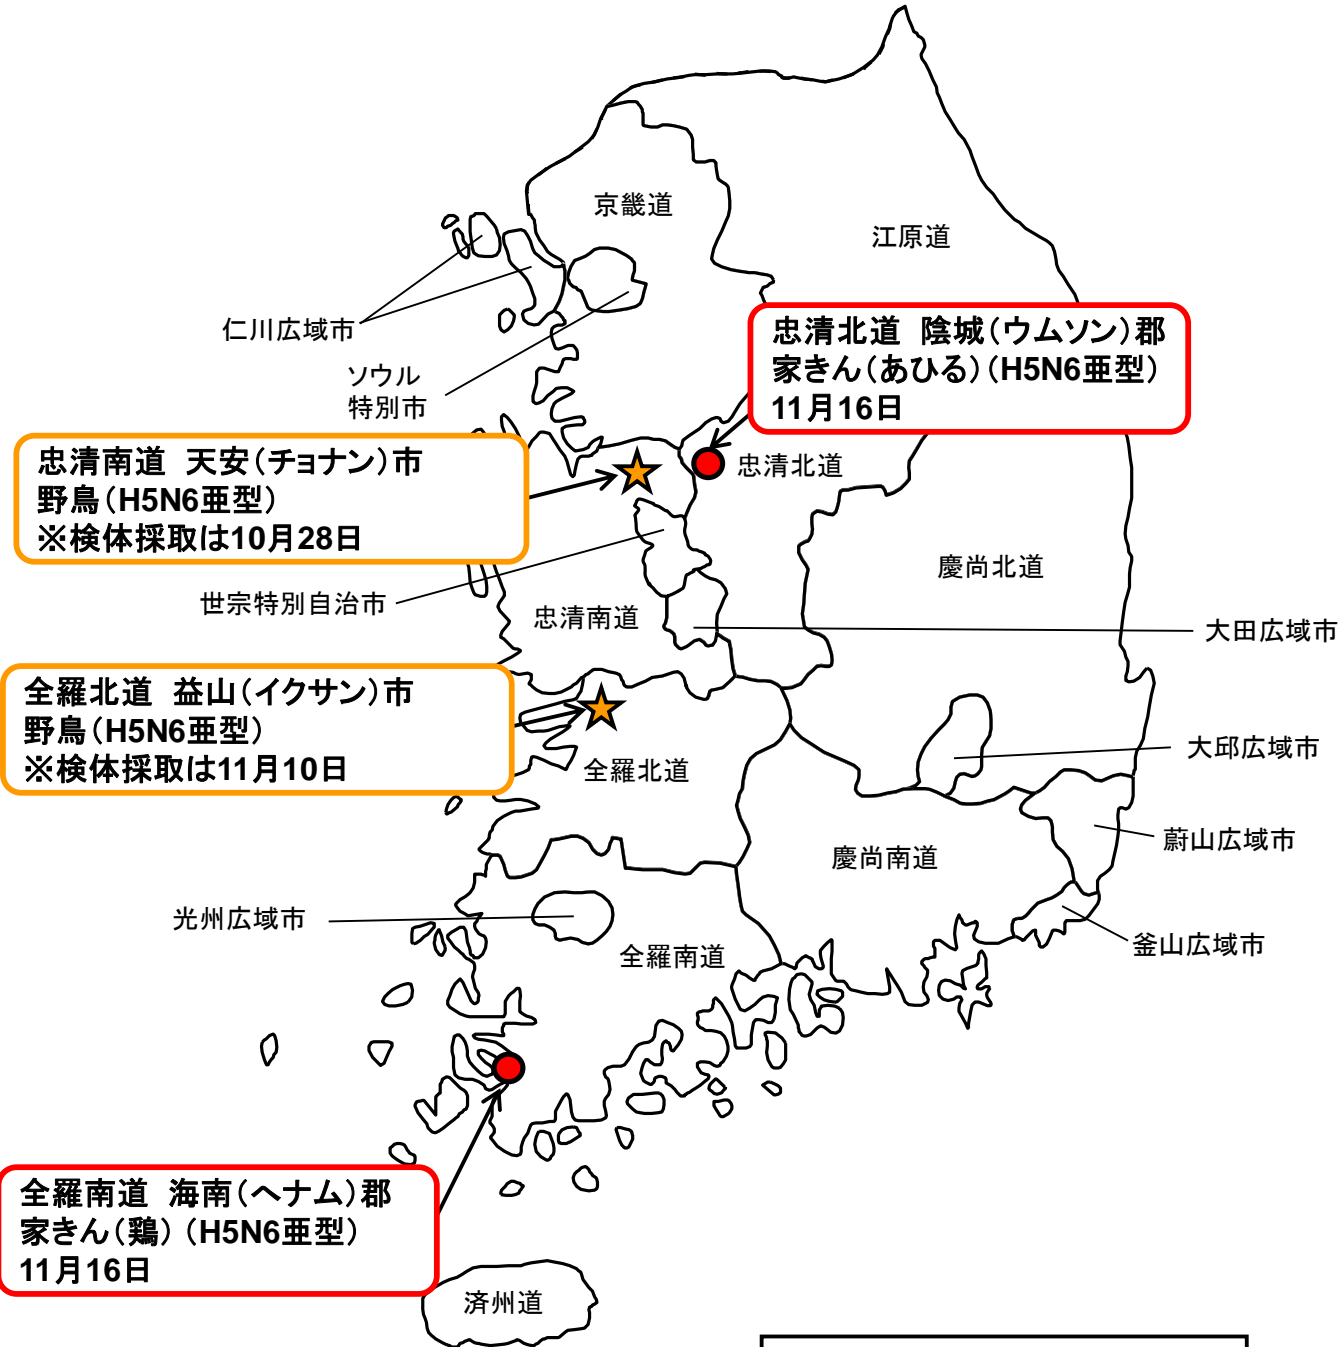 京畿道
江原道
仁川広域市
ソウル
特別市
忠清北道 陰城(ウムソン)郡
家きん(あひる)(H5N6亜型)
11月16日
忠清南道 天安(チョナン)市
野鳥(H5N6亜型)
※検体採取は10月28日
忠清北道
慶尚北道
世宗特別自治市
忠清南道
大田広域市
全羅北道 益山(イクサン)市
野鳥(H5N6亜型)
※検体採取は11月10日
全羅北道
大邱広域市
蔚山広域市
慶尚南道
光州広域市
全羅南道
釜山広域市
全羅南道 海南(ヘナム)郡
家きん(鶏)(H5N6亜型)
11月16日
済州道